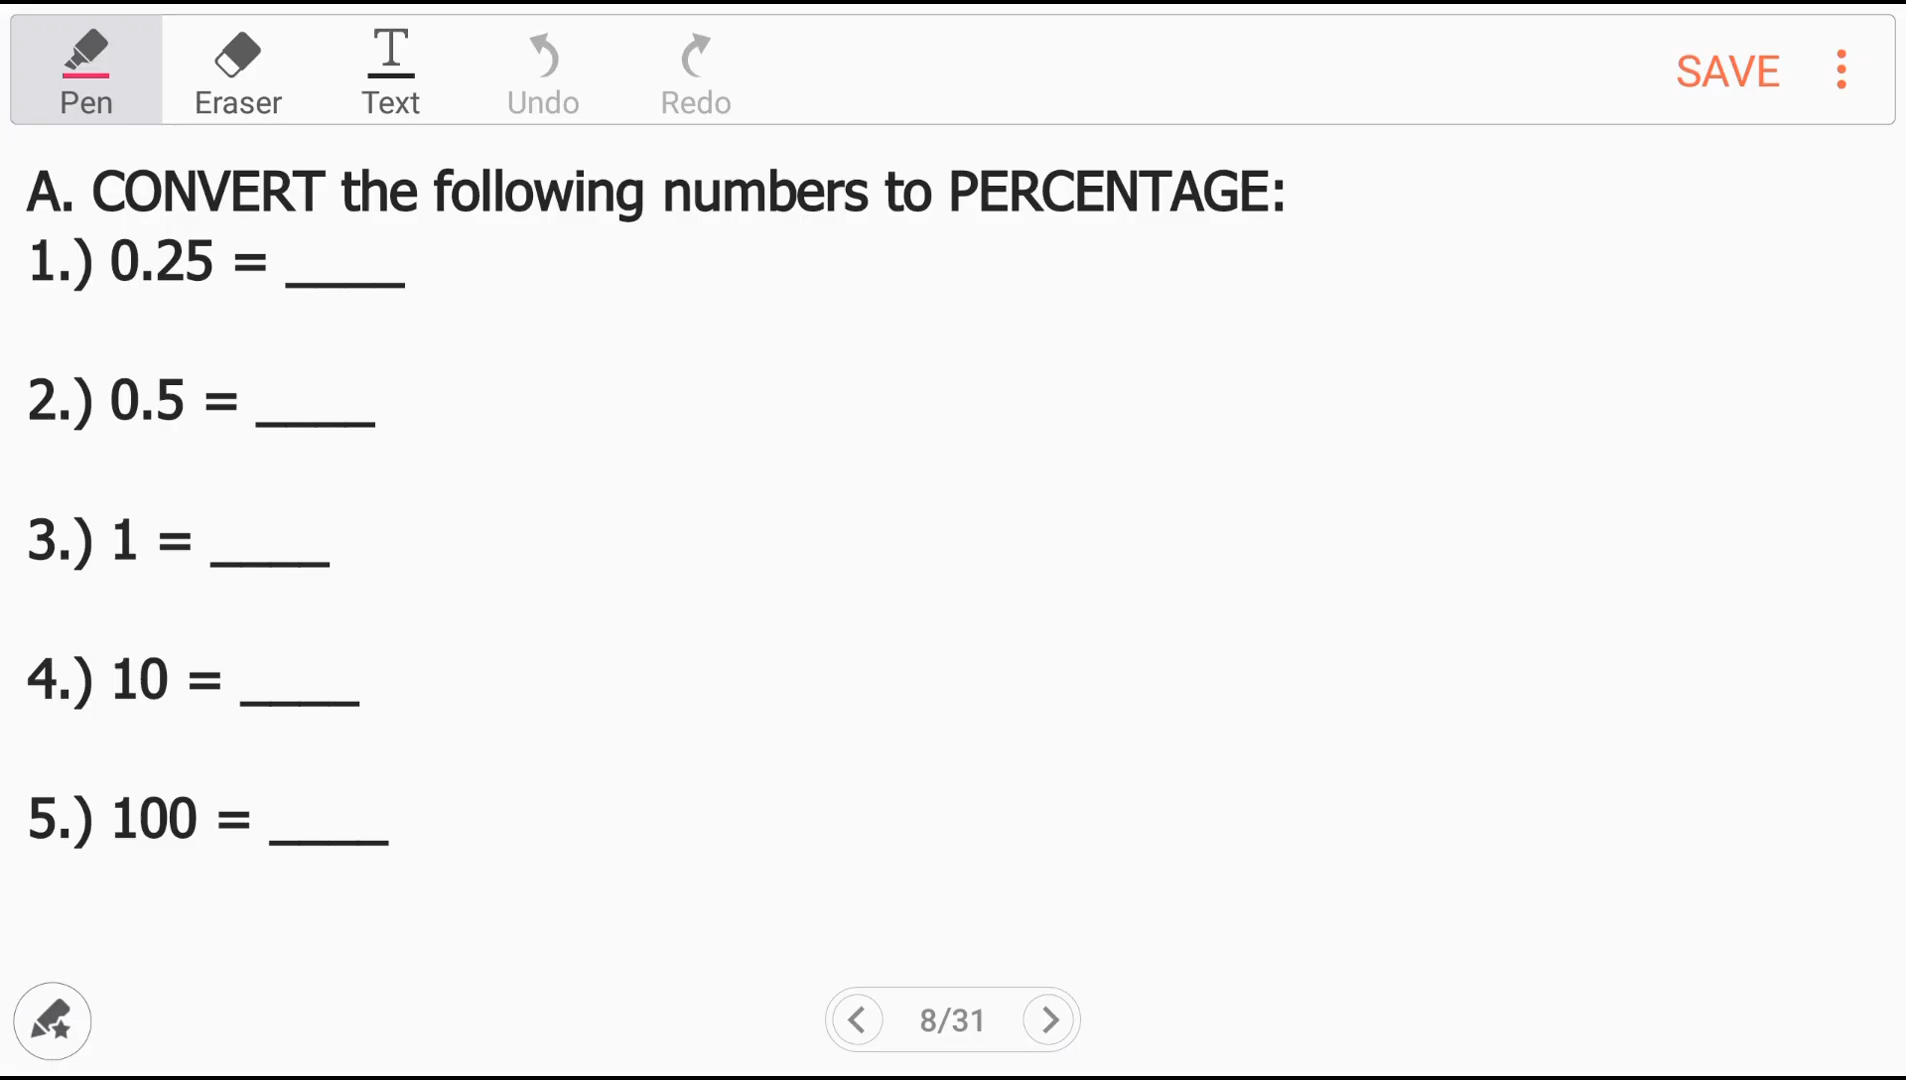 Pen Eraser Text Undo Redo SAVE
A. CONVERT the following numbers to PERCENTAGE:
1.) 0.25 = ____
2.) 0.5 = ____
3.) 1 = ____
4.) 10 = ____
5.) 100 = ____
8/31